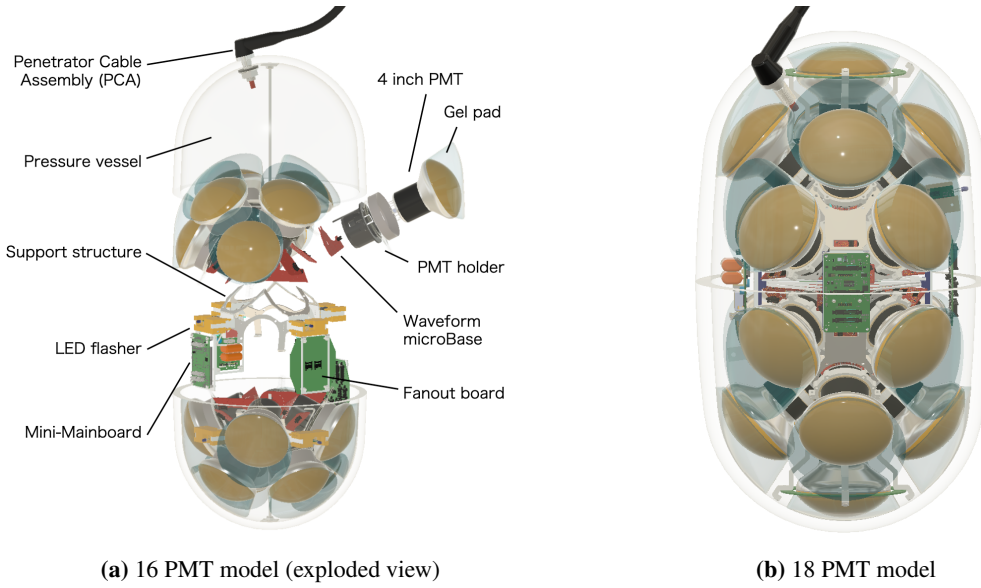 Penetrator Cable
Assembly (PCA)
4 inch PMT
Gel pad
Pressure vessel
Support structure
PMT holder
LED flasher
Waveform
microBase
Fanout board
Mini-Mainboard
(a) 16 PMT model (exploded view)
(b) 18 PMT model